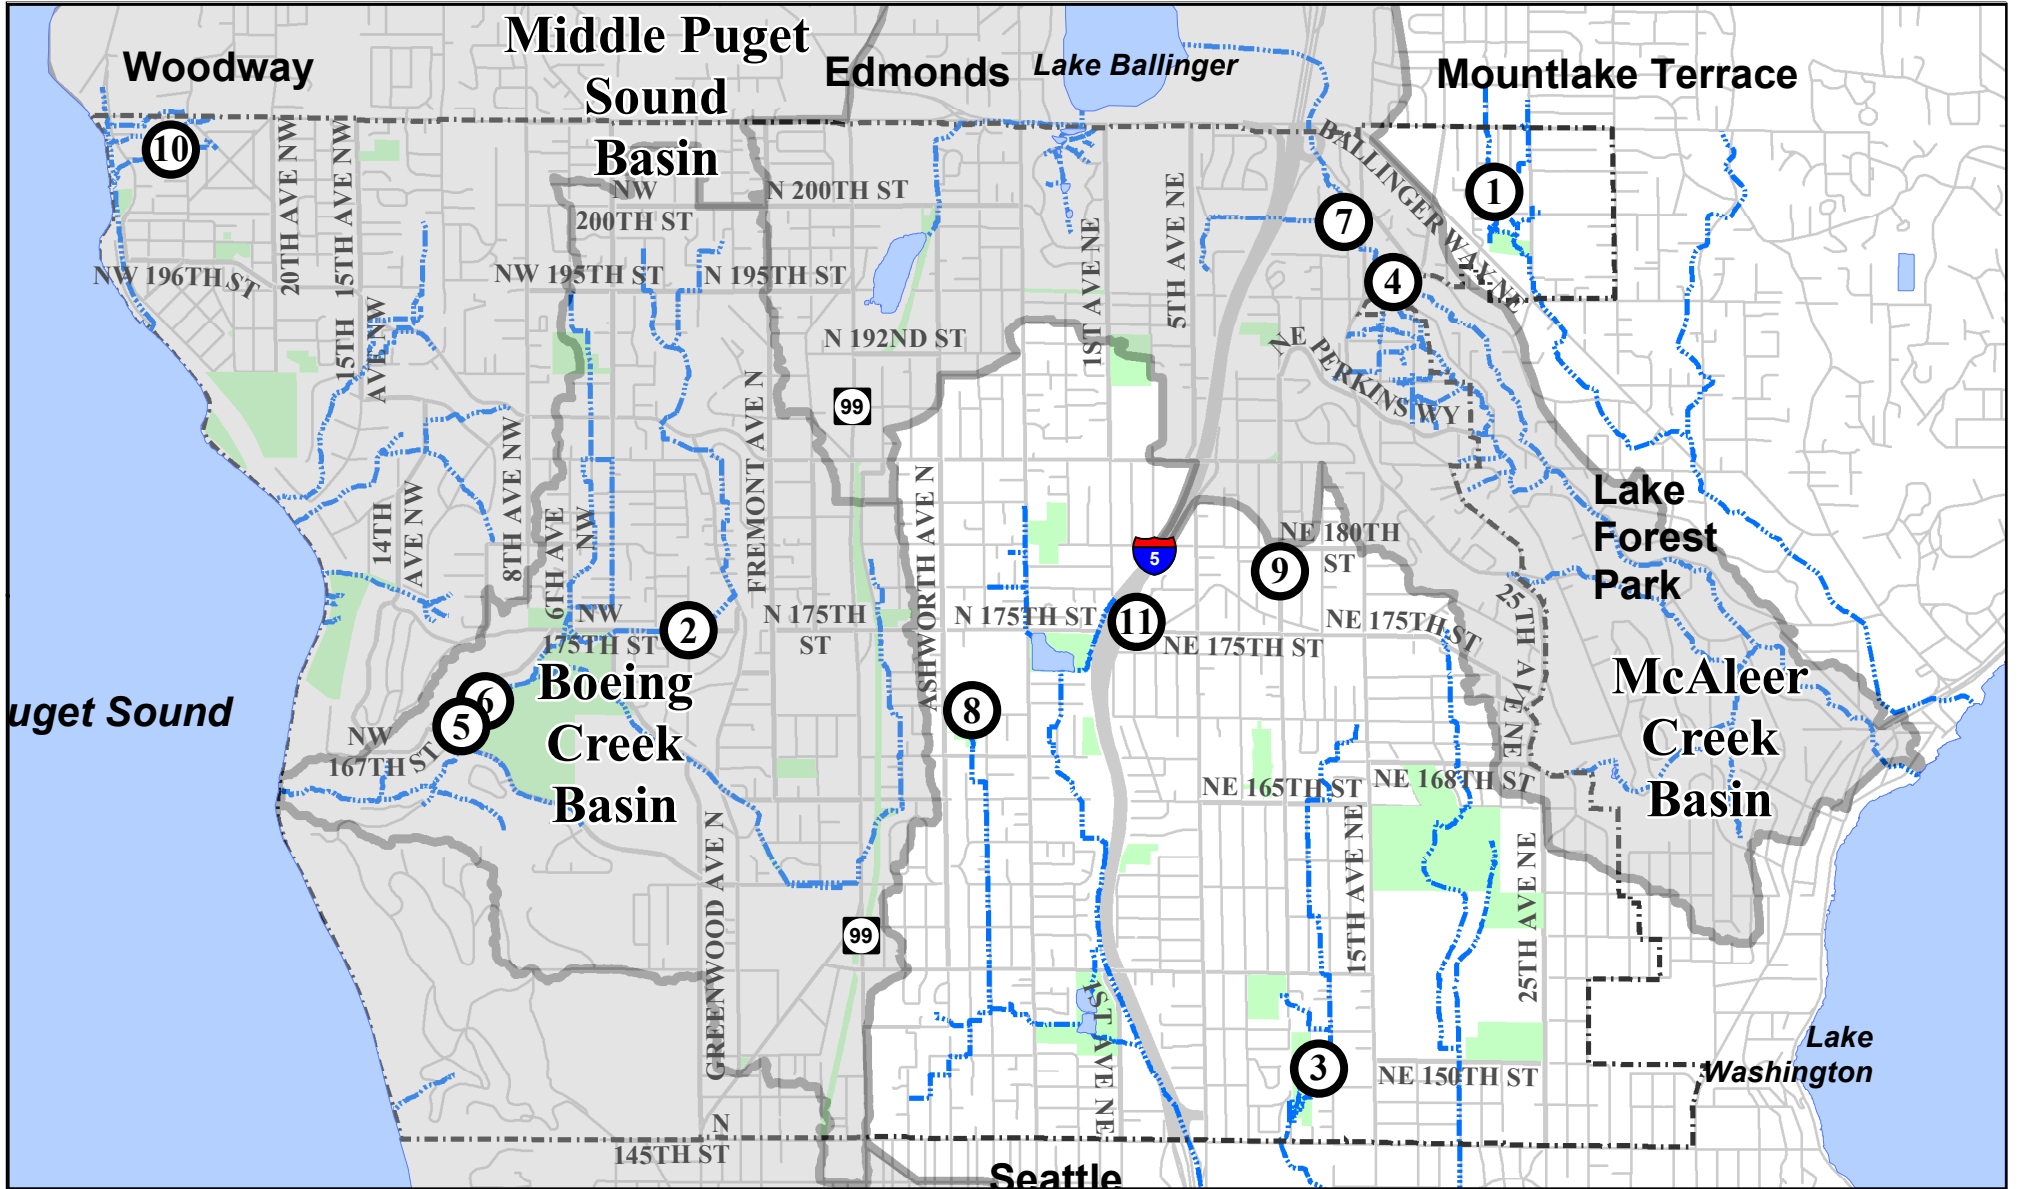 Middle Puget
Sound
Basin
Woodway
Edmonds
Lake Ballinger
Mountlake Terrace
10
20TH AVE NW
15TH AVE NW
NW
200TH ST
N 200TH ST
5TH AVE NE
BALLINGER WAY NE
1
7
4
NW 196TH ST
NW 195TH ST
N 195TH ST
1ST AVE NE
15TH
AVE NW
N 192ND ST
NE PERKINS WY
99
FREMONT AVE N
8TH AVE NW
14TH
AVE NW
6TH AVE
NW
ASHWORTH AVE N
5
9
NE 180TH
ST
Lake
Forest
Park
NW
175TH ST
2
N 175TH
ST
N 175TH ST
11
NE 175TH ST
NE 175TH ST
25TH AVE NE
uget Sound
6
5
Boeing
Creek
Basin
8
McAleer
Creek
Basin
NW
167TH ST
NE 165TH ST
NE 168TH ST
GREENWOOD AVE N
99
15TH AVE NE
25TH AVE NE
1ST AVE NE
3
NE 150TH ST
Lake
Washington
N
145TH ST
Seattle